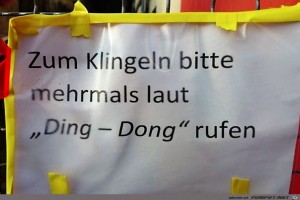 Zum Klingeln bitte
mehrmals laut
„Ding – Dong“ rufen